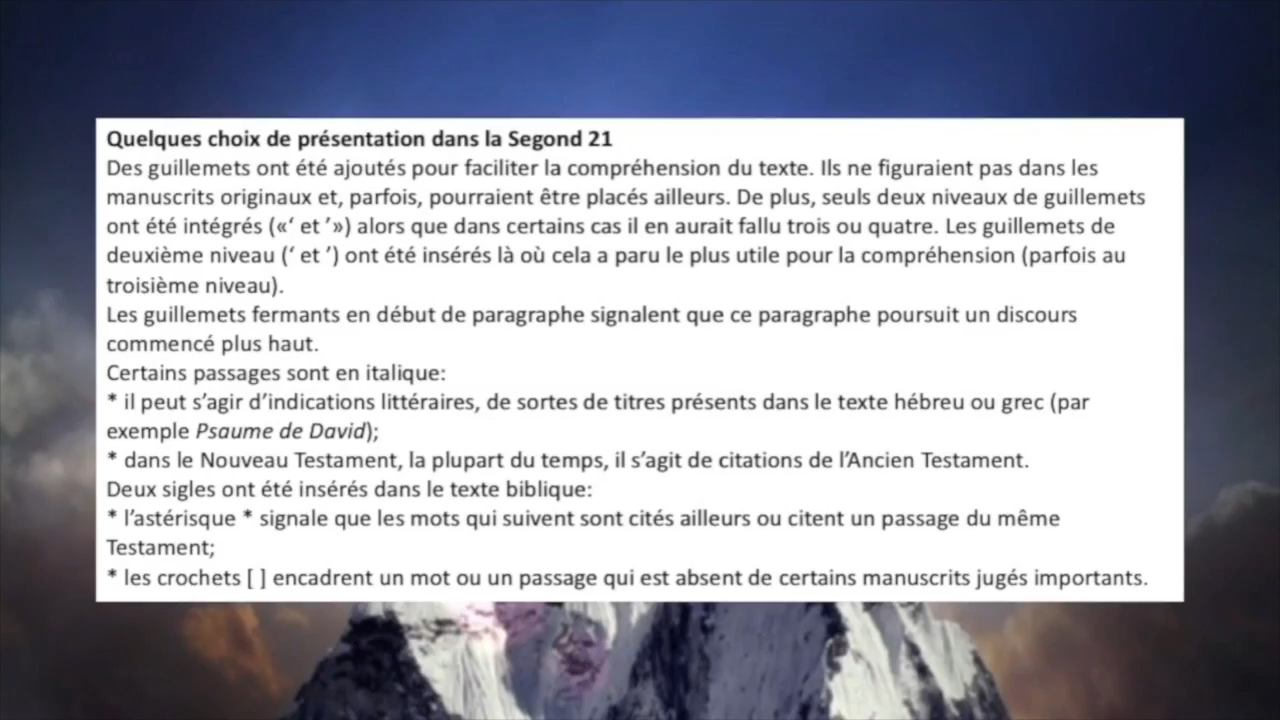 Quelques choix de présentation dans la Segond 21
Des guillemets ont été ajoutés pour faciliter la compréhension du texte. Ils ne figuraient pas dans les
manuscrits originaux et, parfois, pourraient être placés ailleurs. De plus, seuls deux niveaux de guillemets
ont été intégrés («‘ et ’») alors que dans certains cas il en aurait fallu trois ou quatre. Les guillemets de
deuxième niveau (‘ et ’) ont été insérés là où cela a paru le plus utile pour la compréhension (parfois au
troisième niveau).
Les guillemets fermants en début de paragraphe signalent que ce paragraphe poursuit un discours
commencé plus haut.
Certains passages sont en italique:
* il peut s’agir d’indications littéraires, de sortes de titres présents dans le texte hébreu ou grec (par
exemple Psaume de David);
* dans le Nouveau Testament, la plupart du temps, il s’agit de citations de l’Ancien Testament.
Deux sigles ont été insérés dans le texte biblique:
* l’astérisque * signale que les mots qui suivent sont cités ailleurs ou citent un passage du même
Testament;
* les crochets [ ] encadrent un mot ou un passage qui est absent de certains manuscrits jugés importants.